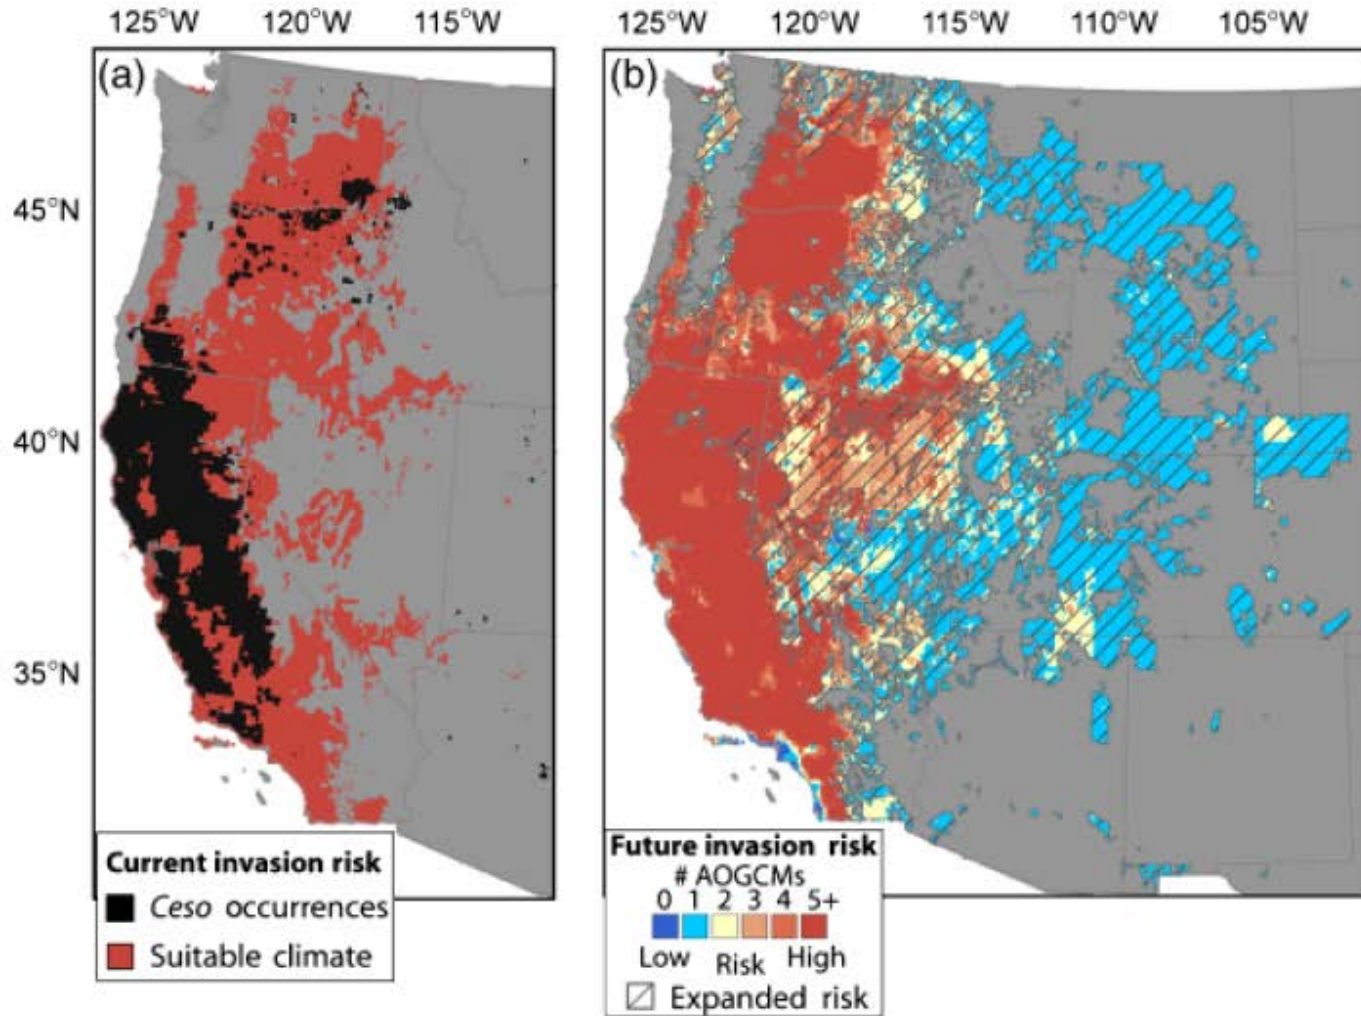 125°W 120°W 115°W 125°W 120°W 115°W 110°W 105°W
(a) (b)
45°N
40°N
35°N
Current invasion risk
Ceso occurrences
Suitable climate
Future invasion risk
# AOGCMs
0 1 2 3 4 5+
Low Risk High
Expanded risk